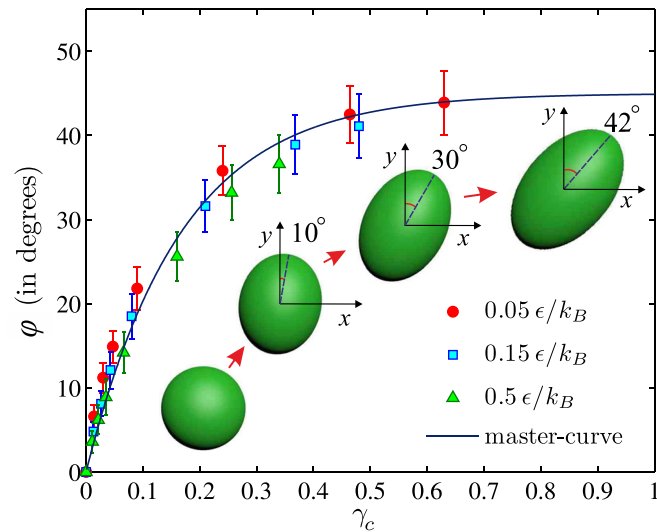 50
40
30
20
10
0
φ (in degrees)
0 0.1 0.2 0.3 0.4 0.5 0.6 0.7 0.8 0.9 1
γc
y 10° x
y 30° x
y 42° x
0.05 ϵ/kB
0.15 ϵ/kB
0.5 ϵ/kB
master-curve